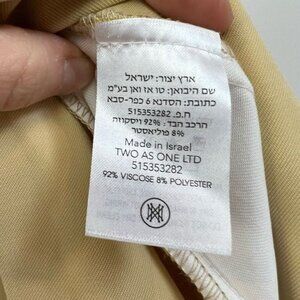 ארץ יצור: ישראל
שם היבואן: טו אז וואן בע"מ
כתובת: הסדנא 6 כפר-סבא
ח.פ. 515353282
הרכב הבד: 92% ויסקוזה
8% פוליאסטר
Made in Israel
TWO AS ONE LTD
515353282
92% VISCOSE 8% POLYESTER